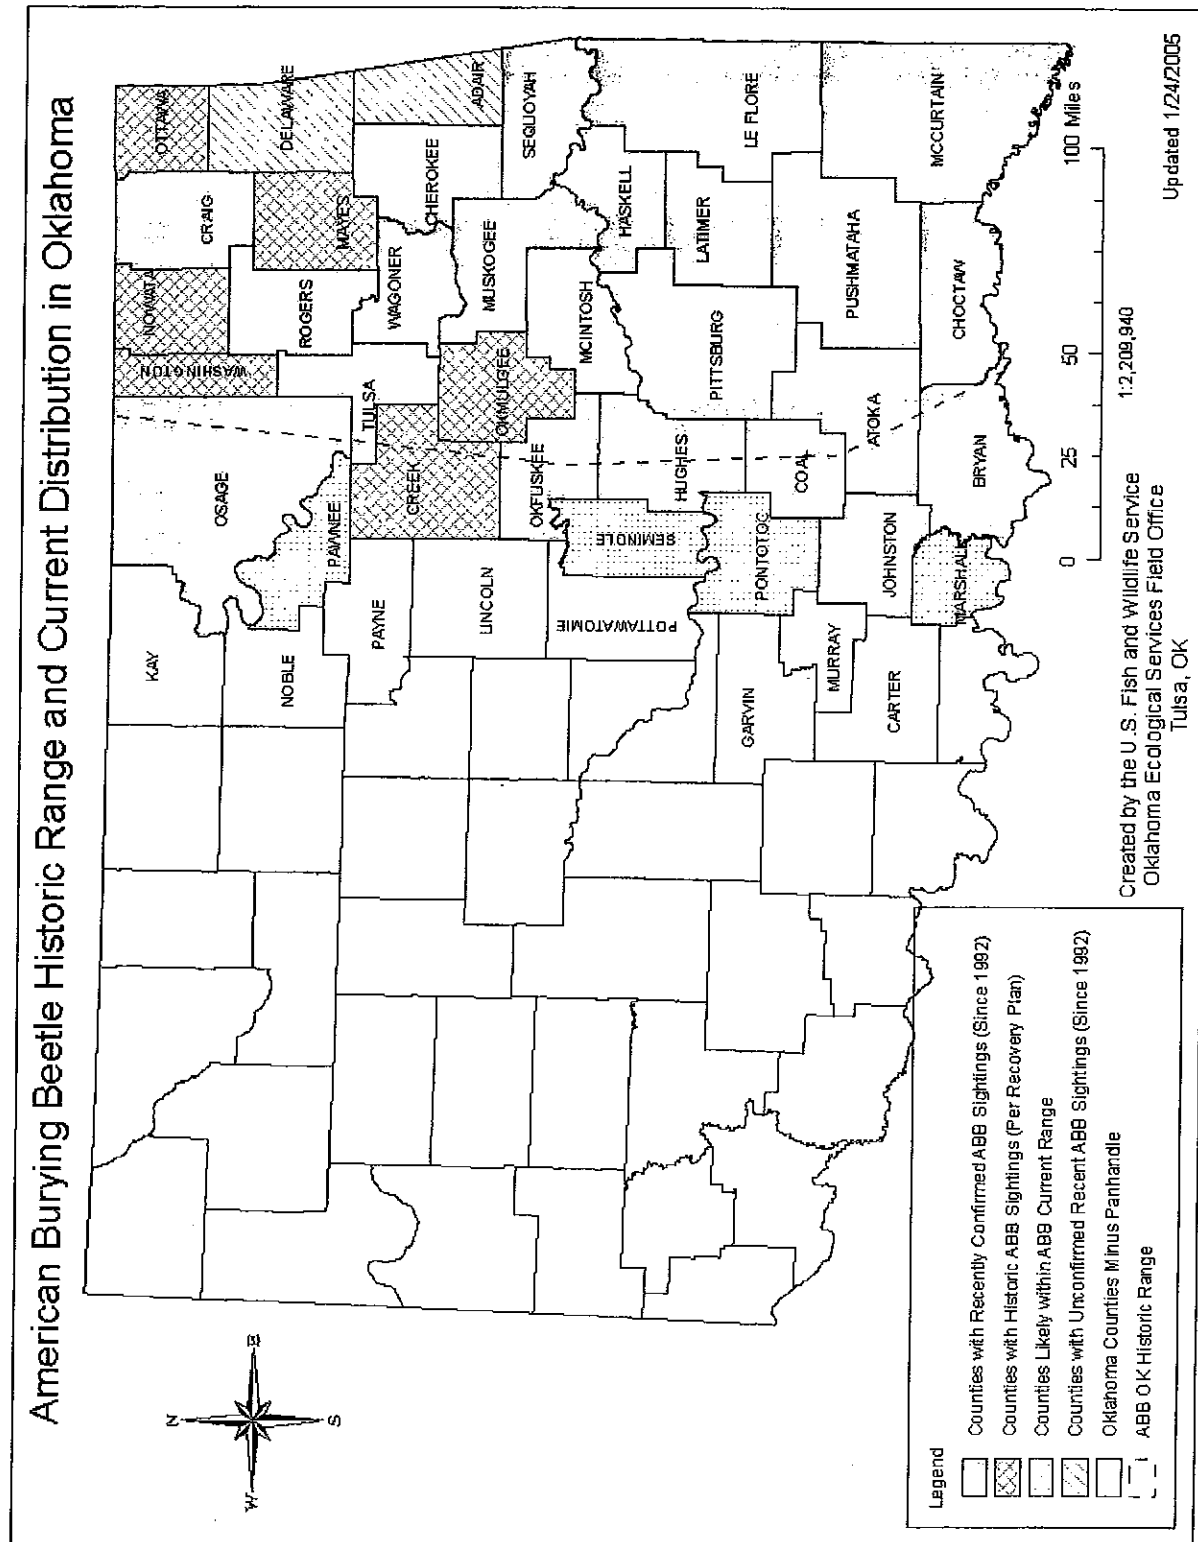 American Burying Beetle Historic Range and Current Distribution in Oklahoma
N
W
E
S
KAY
OSAGE
WASHINGTON
NOWATA
CRAIG
OTTAWA
NOBLE
PAWNEE
ROGERS
MAYES
DELAWARE
PAYNE
CREEK
TULSA
WAGONER
CHEROKEE
ADAIR
LINCOLN
OKMULGEE
MUSKOGEE
SEQUOYAH
OKFUSKEE
MCINTOSH
POTTAWATOMIE
SEMINOLE
HUGHES
HASKELL
PITTSBURG
LATIMER
LE FLORE
GARVIN
PONTOTOC
COAL
MURRAY
JOHNSTON
ATOKA
PUSHMATAHA
MCCURTAIN
CARTER
MARSHALL
BRYAN
CHOCTAW
Legend
Counties with Recently Confirmed ABB Sightings (Since 1992)
Counties with Historic ABB Sightings (Per Recovery Plan)
Counties Likely within ABB Current Range
Counties with Unconfirmed Recent ABB Sightings (Since 1992)
Oklahoma Counties Minus Panhandle
ABB OK Historic Range
0 25 50 100 Miles
1:2,209,940
Created by the U.S. Fish and Wildlife Service
Oklahoma Ecological Services Field Office
Tulsa, OK
Updated 1/24/2005